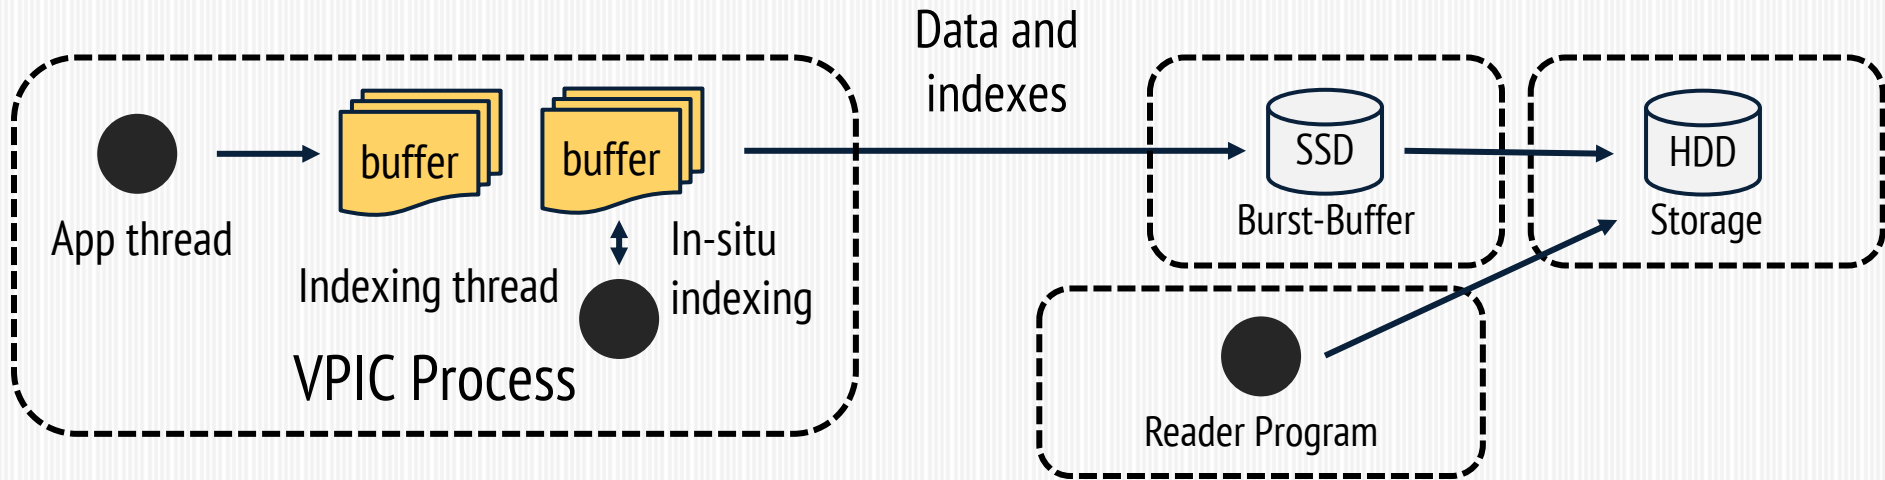 Data and
indexes
buffer
buffer
SSD
HDD
App thread
Indexing thread
In-situ
indexing
Burst-Buffer
Storage
VPIC Process
Reader Program